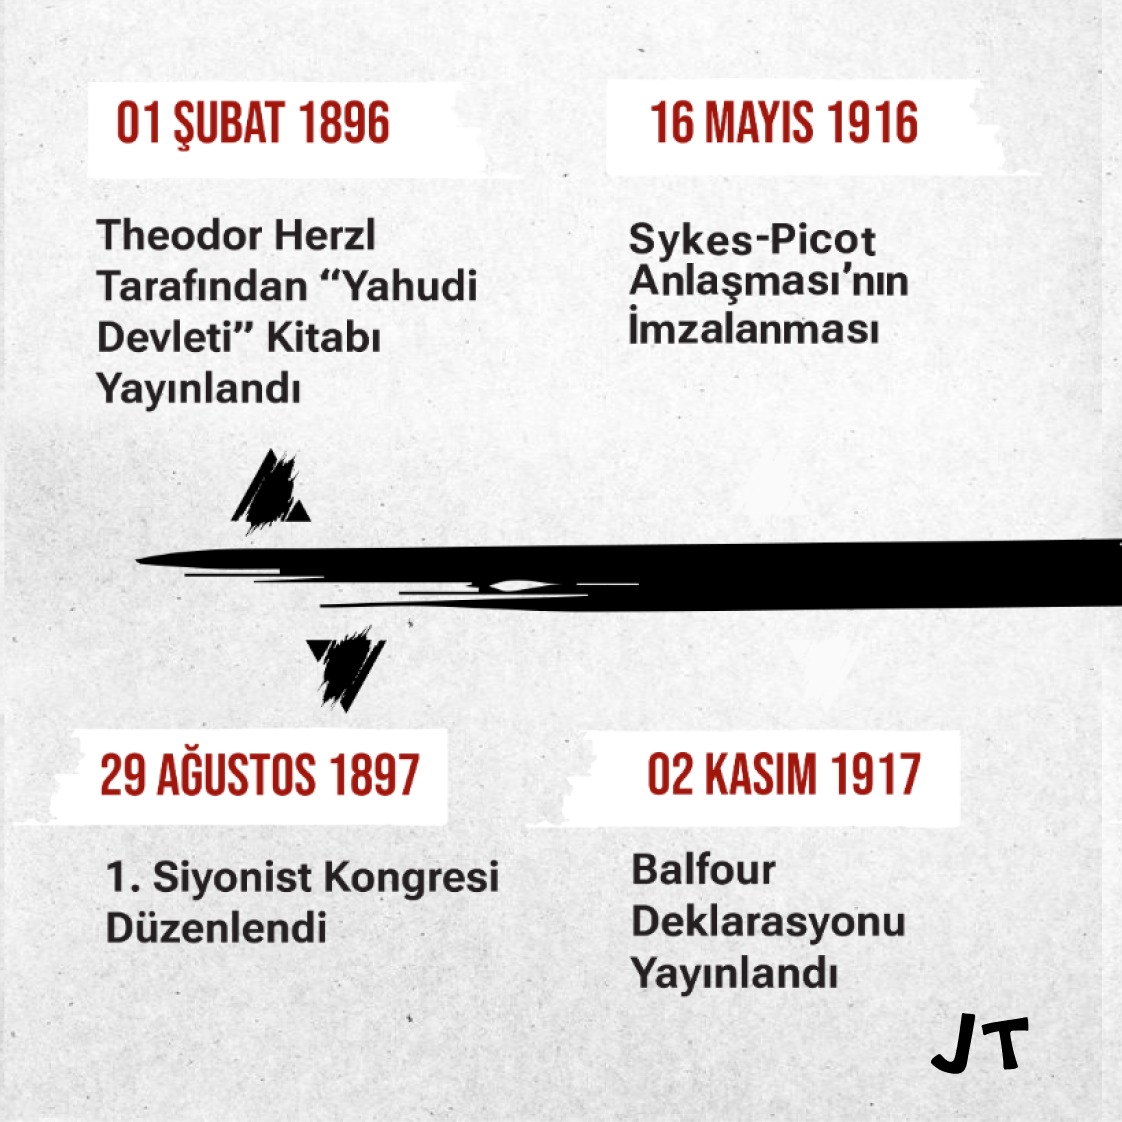 01 ŞUBAT 1896
Theodor Herzl
Tarafından “Yahudi
Devleti” Kitabı
Yayınlandı
16 MAYIS 1916
Sykes-Picot
Anlaşması’nın
İmzalanması
29 AĞUSTOS 1897
1. Siyonist Kongresi
Düzenlendi
02 KASIM 1917
Balfour
Deklarasyonu
Yayınlandı
JT